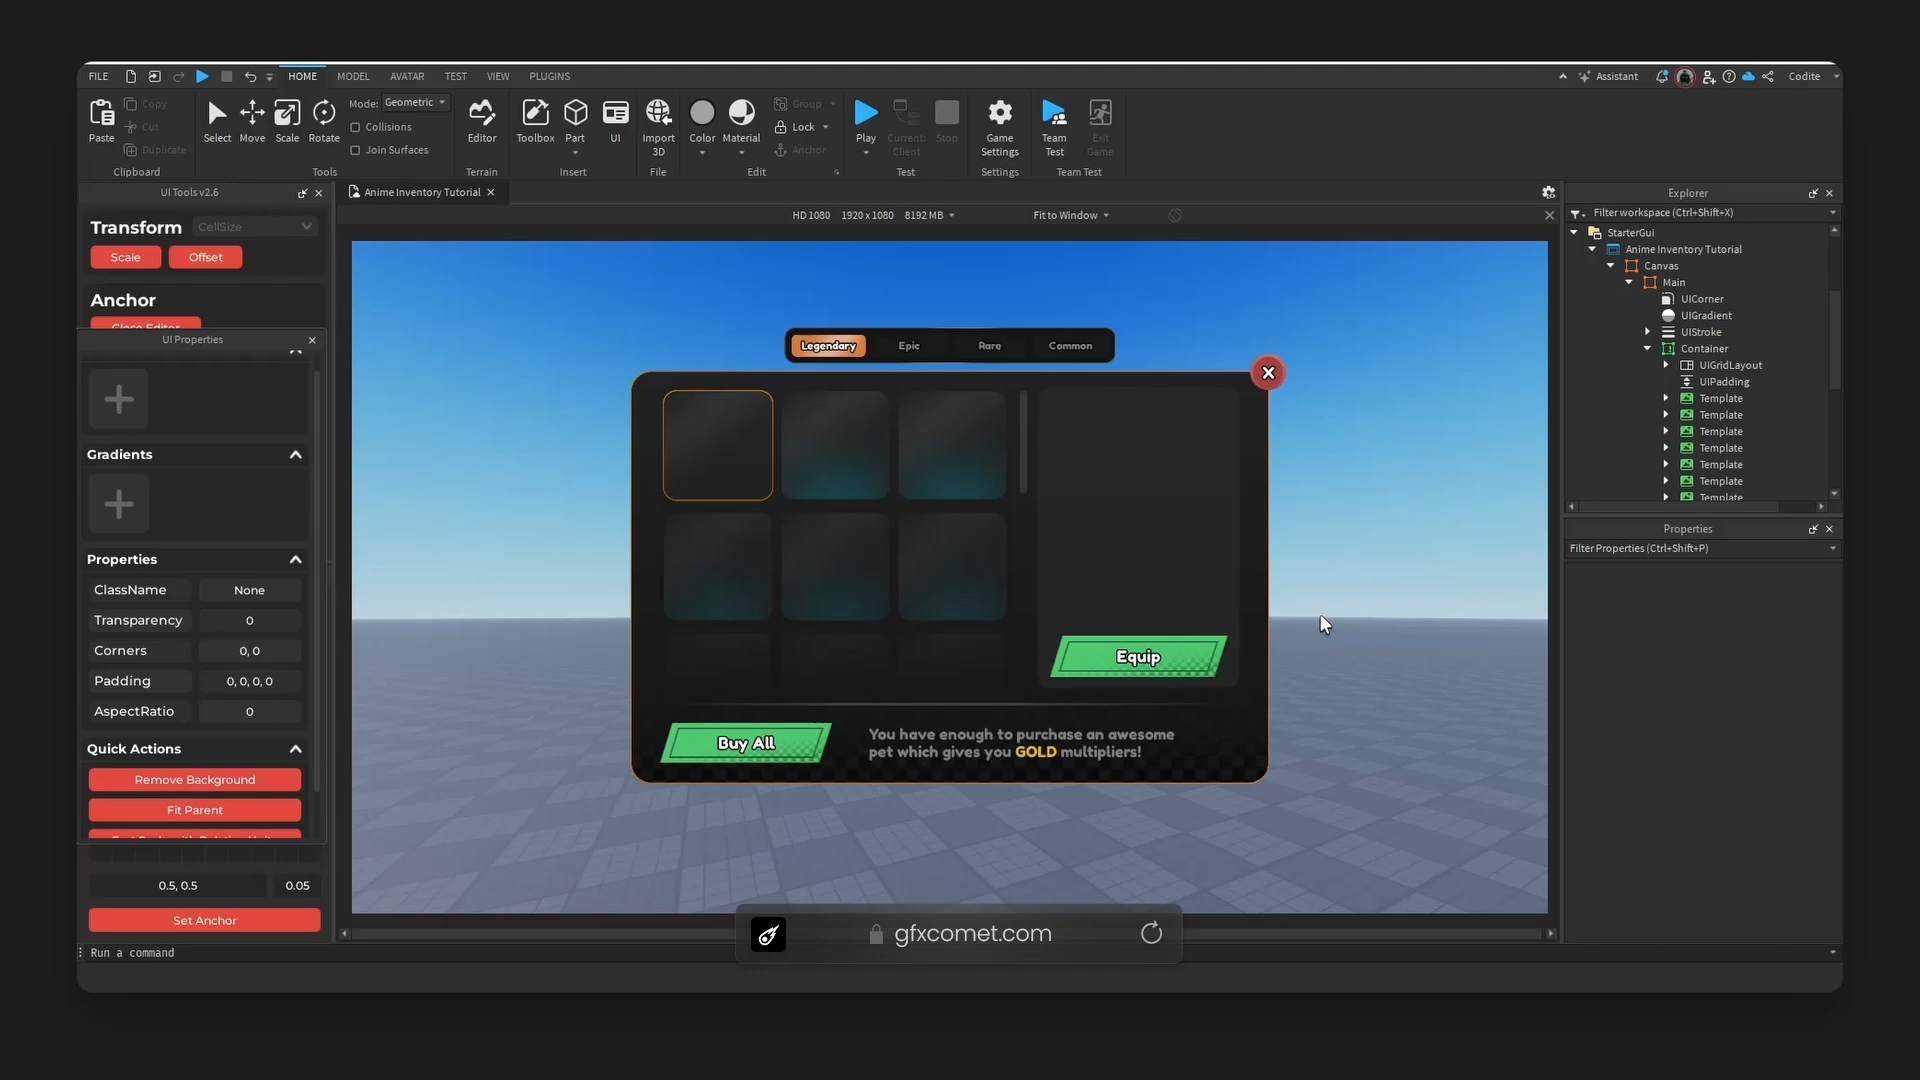 FILE
HOME
MODEL
AVATAR
TEST
VIEW
PLUGINS
Assistant
Codite
Paste
Copy
Cut
Duplicate
Clipboard
Select
Move
Scale
Rotate
Mode: Geometric
Collisions
Join Surfaces
Tools
Editor
Terrain
Toolbox
Part
UI
Insert
Import
3D
File
Color
Material
Group
Lock
Anchor
Edit
Play
Current:
Client
Stop
Test
Game
Settings
Settings
Team
Test
Exit
Game
Team Test
UI Tools v2.6
Transform
CellSize
Scale
Offset
Anchor
Close Editor
UI Properties
Gradients
Properties
ClassName
None
Transparency
0
Corners
0, 0
Padding
0, 0, 0, 0
AspectRatio
0
Quick Actions
Remove Background
Fit Parent
0.5, 0.5
0.05
Set Anchor
Run a command
Anime Inventory Tutorial
HD 1080 1920 x 1080 8192 MB
Fit to Window
Legendary
Epic
Rare
Common
X
Equip
Buy All
You have enough to purchase an awesome
pet which gives you GOLD multipliers!
gfxcomet.com
Explorer
Filter workspace (Ctrl+Shift+X)
StarterGui
Anime Inventory Tutorial
Canvas
Main
UICorner
UIGradient
UIStroke
Container
UIGridLayout
UIPadding
Template
Template
Template
Template
Template
Template
Template
Properties
Filter Properties (Ctrl+Shift+P)